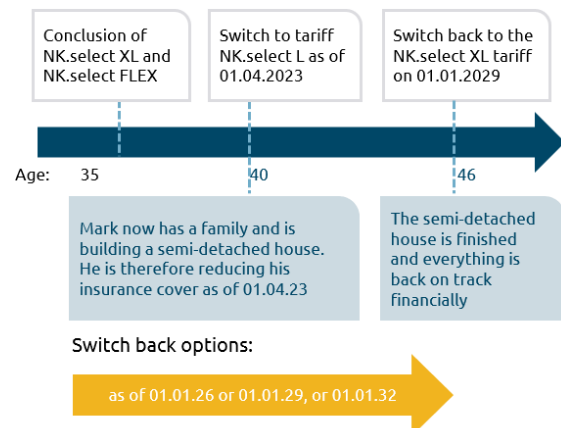 Conclusion of
NK.select XL and
NK.select FLEX
Switch to tariff
NK.select L as of
01.04.2023
Switch back to the
NK.select XL tariff
on 01.01.2029
Age: 35 40 46
Mark now has a family and is
building a semi-detached house.
He is therefore reducing his
insurance cover as of 01.04.23
The semi-detached
house is finished
and everything is
back on track
financially
Switch back options:
as of 01.01.26 or 01.01.29, or 01.01.32